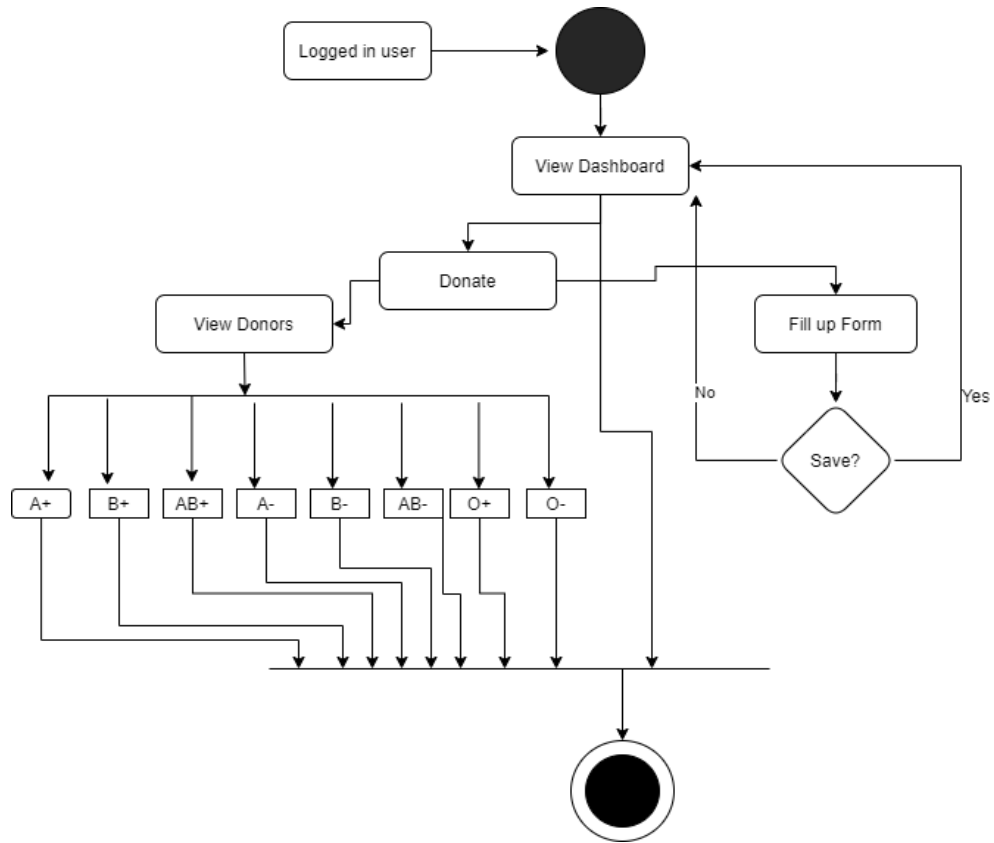 Logged in user
View Dashboard
Donate
View Donors
Fill up Form
No
Yes
Save?
A+
B+
AB+
A-
B-
AB-
O+
O-